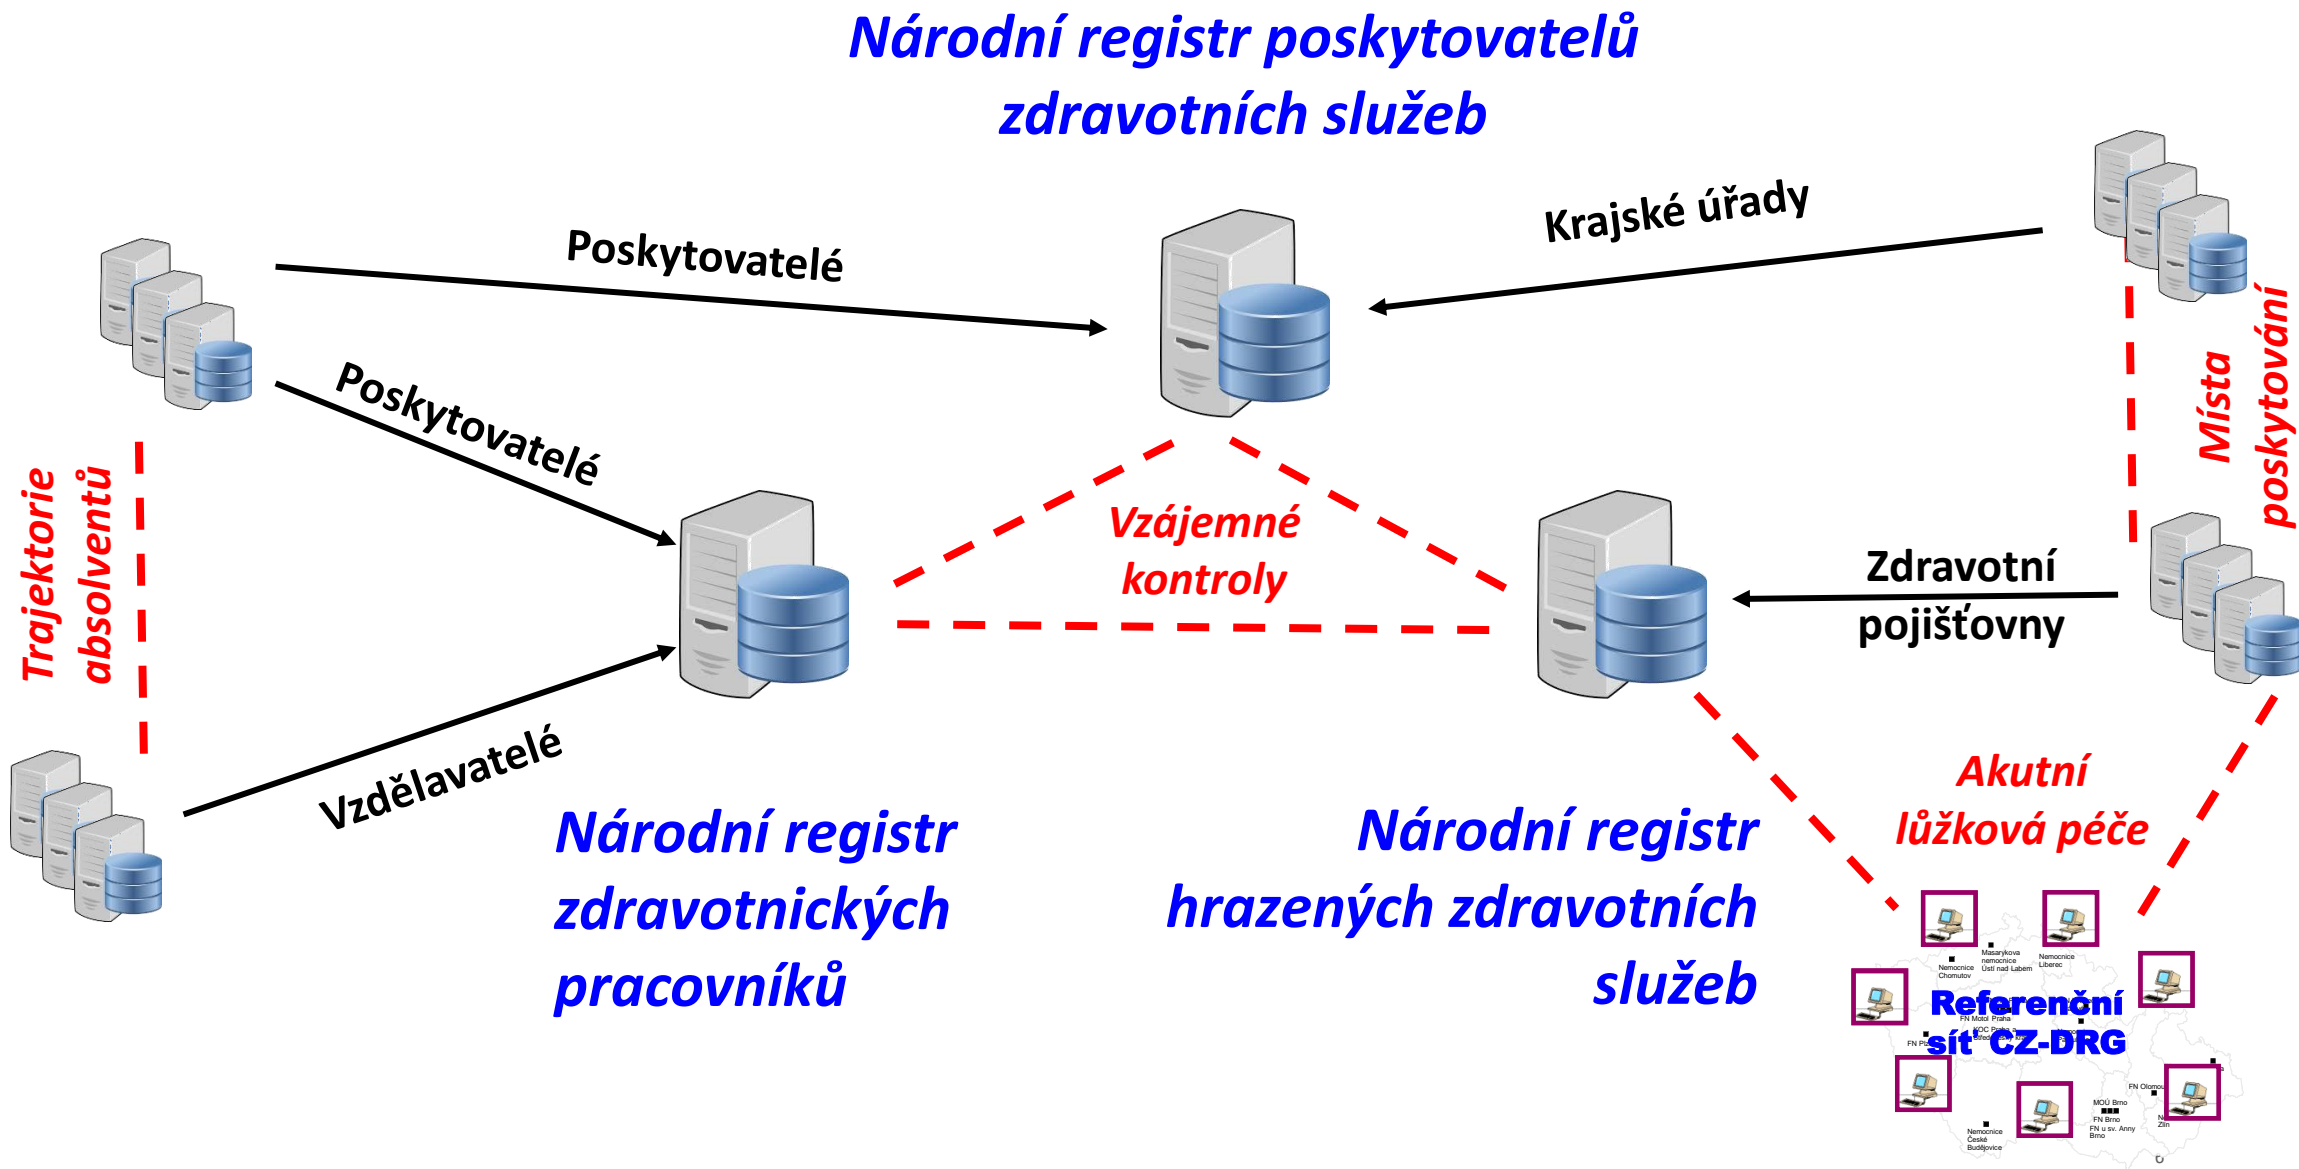 Národní registr poskytovatelů
zdravotních služeb
Poskytovatelé
Krajské úřady
Poskytovatelé
Místa
poskytování
Trajektorie
absolventů
Vzájemné
kontroly
Zdravotní
pojišťovny
Vzdělavatelé
Národní registr
zdravotnických
pracovníků
Národní registr
hrazených zdravotních
služeb
Akutní
lůžková péče
Masarykova
nemocnice
Ústí nad Labem
Nemocnice
Chomutov
Nemocnice
Liberec
Referenční
síť CZ-DRG
FN Motol Praha
KOC Praha a
FN Olomouc
MOÚ Brno
FN Brno
FN u sv. Anny
Brno
Zlín
Nemocnice
České
Budějovice